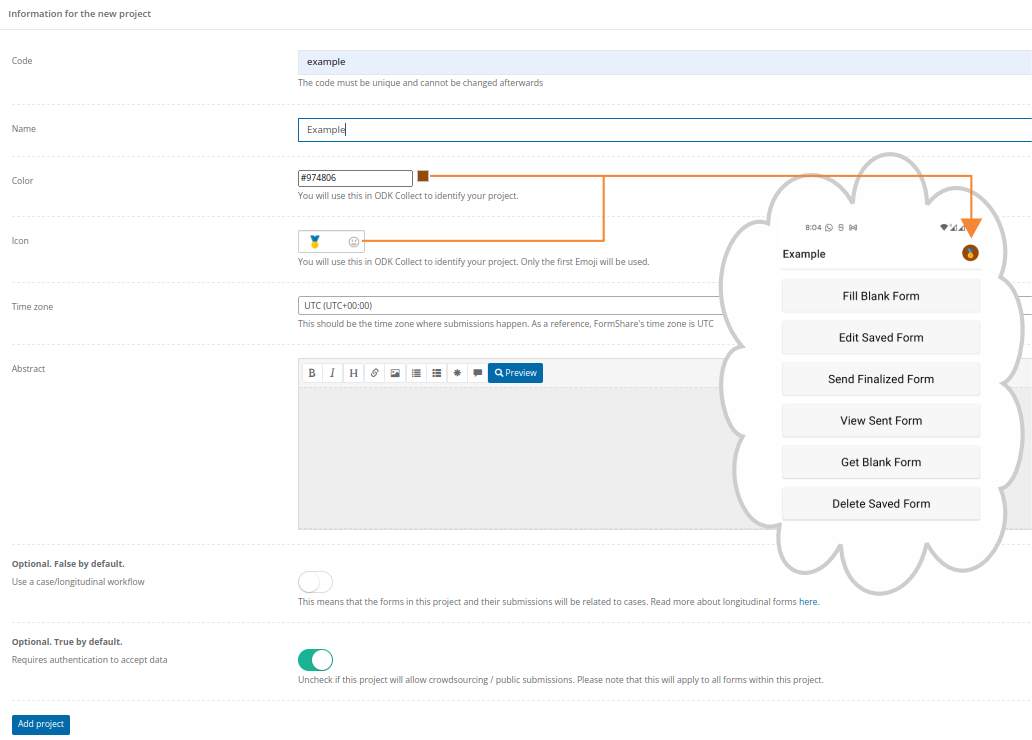 Information for the new project
Code
example
The code must be unique and cannot be changed afterwards
Name
Example
Color
#974806
You will use this in ODK Collect to identify your project.
Icon
You will use this in ODK Collect to identify your project. Only the first Emoji will be used.
Time zone
UTC (UTC+00:00)
This should be the time zone where submissions happen. As a reference, FormShare's time zone is UTC
Abstract
B I H Preview
8:04
Example
Fill Blank Form
Edit Saved Form
Send Finalized Form
View Sent Form
Get Blank Form
Delete Saved Form
Optional. False by default.
Use a case/longitudinal workflow
This means that the forms in this project and their submissions will be related to cases. Read more about longitudinal forms here.
Optional. True by default.
Requires authentication to accept data
Uncheck if this project will allow crowdsourcing / public submissions. Please note that this will apply to all forms within this project.
Add project